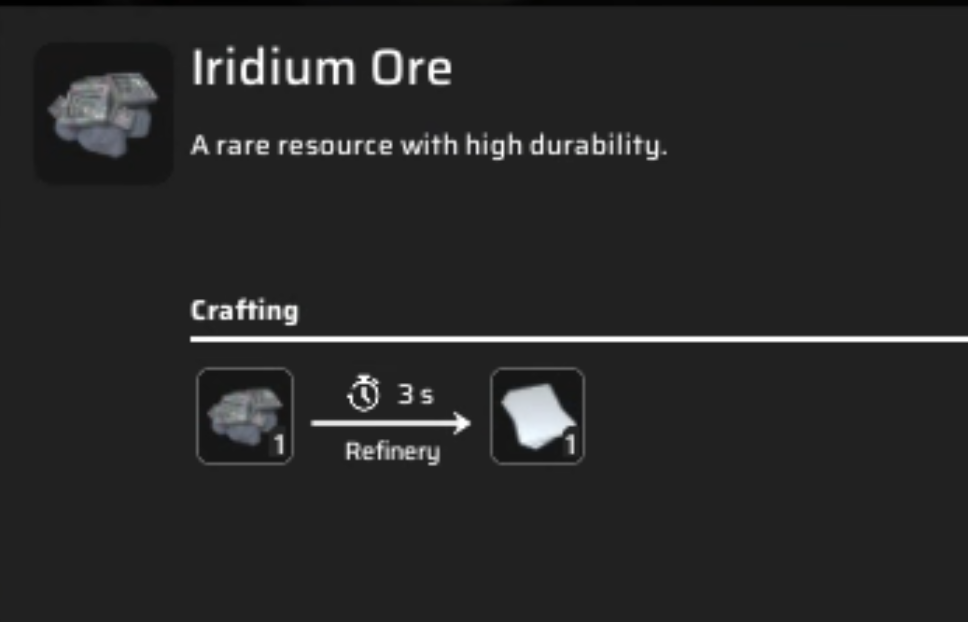 Iridium Ore
A rare resource with high durability.
Crafting
3 s
Refinery
1
1